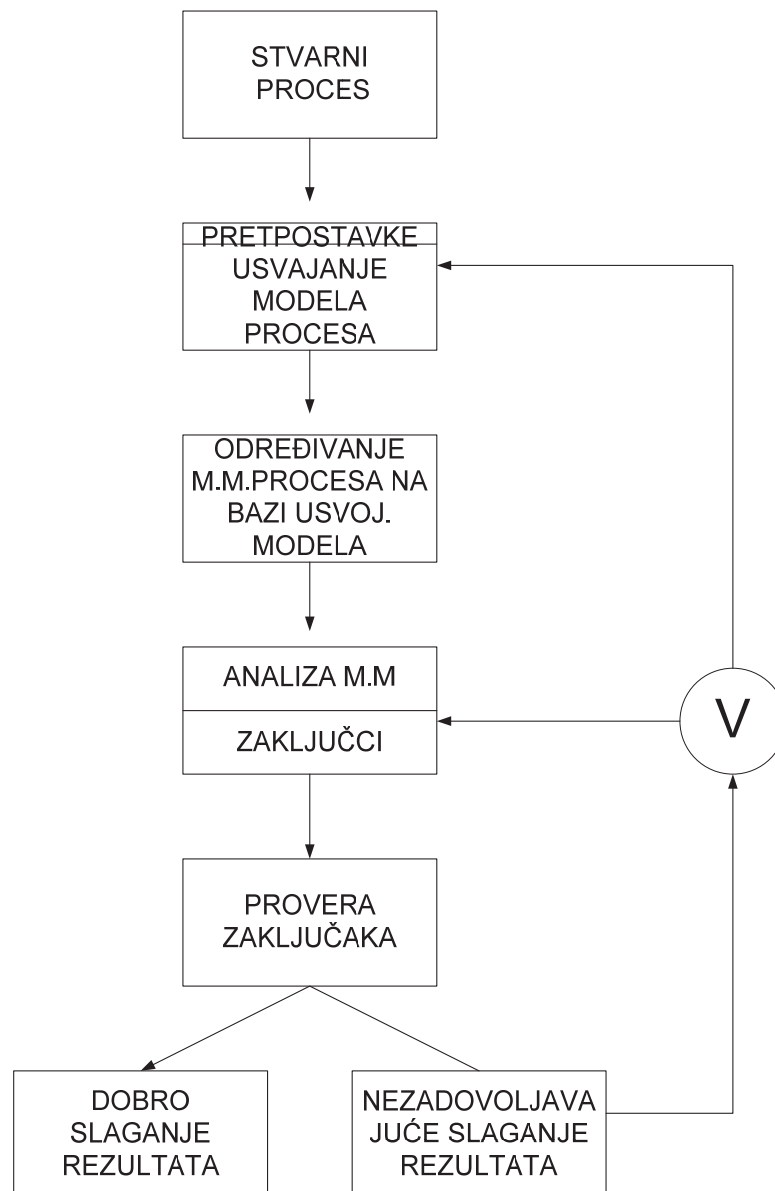 STVARNI
PROCES
PRETPOSTAVKE
USVAJANJE
MODELA
PROCESA
ODREĐIVANJE
M.M.PROCESA NA
BAZI USVOJ.
MODELA
ANALIZA M.M
ZAKLJUČCI
V
PROVERA
ZAKLJUČAKA
DOBRO
SLAGANJE
REZULTATA
NEZADOVOLJAVA
JUĆE SLAGANJE
REZULTATA